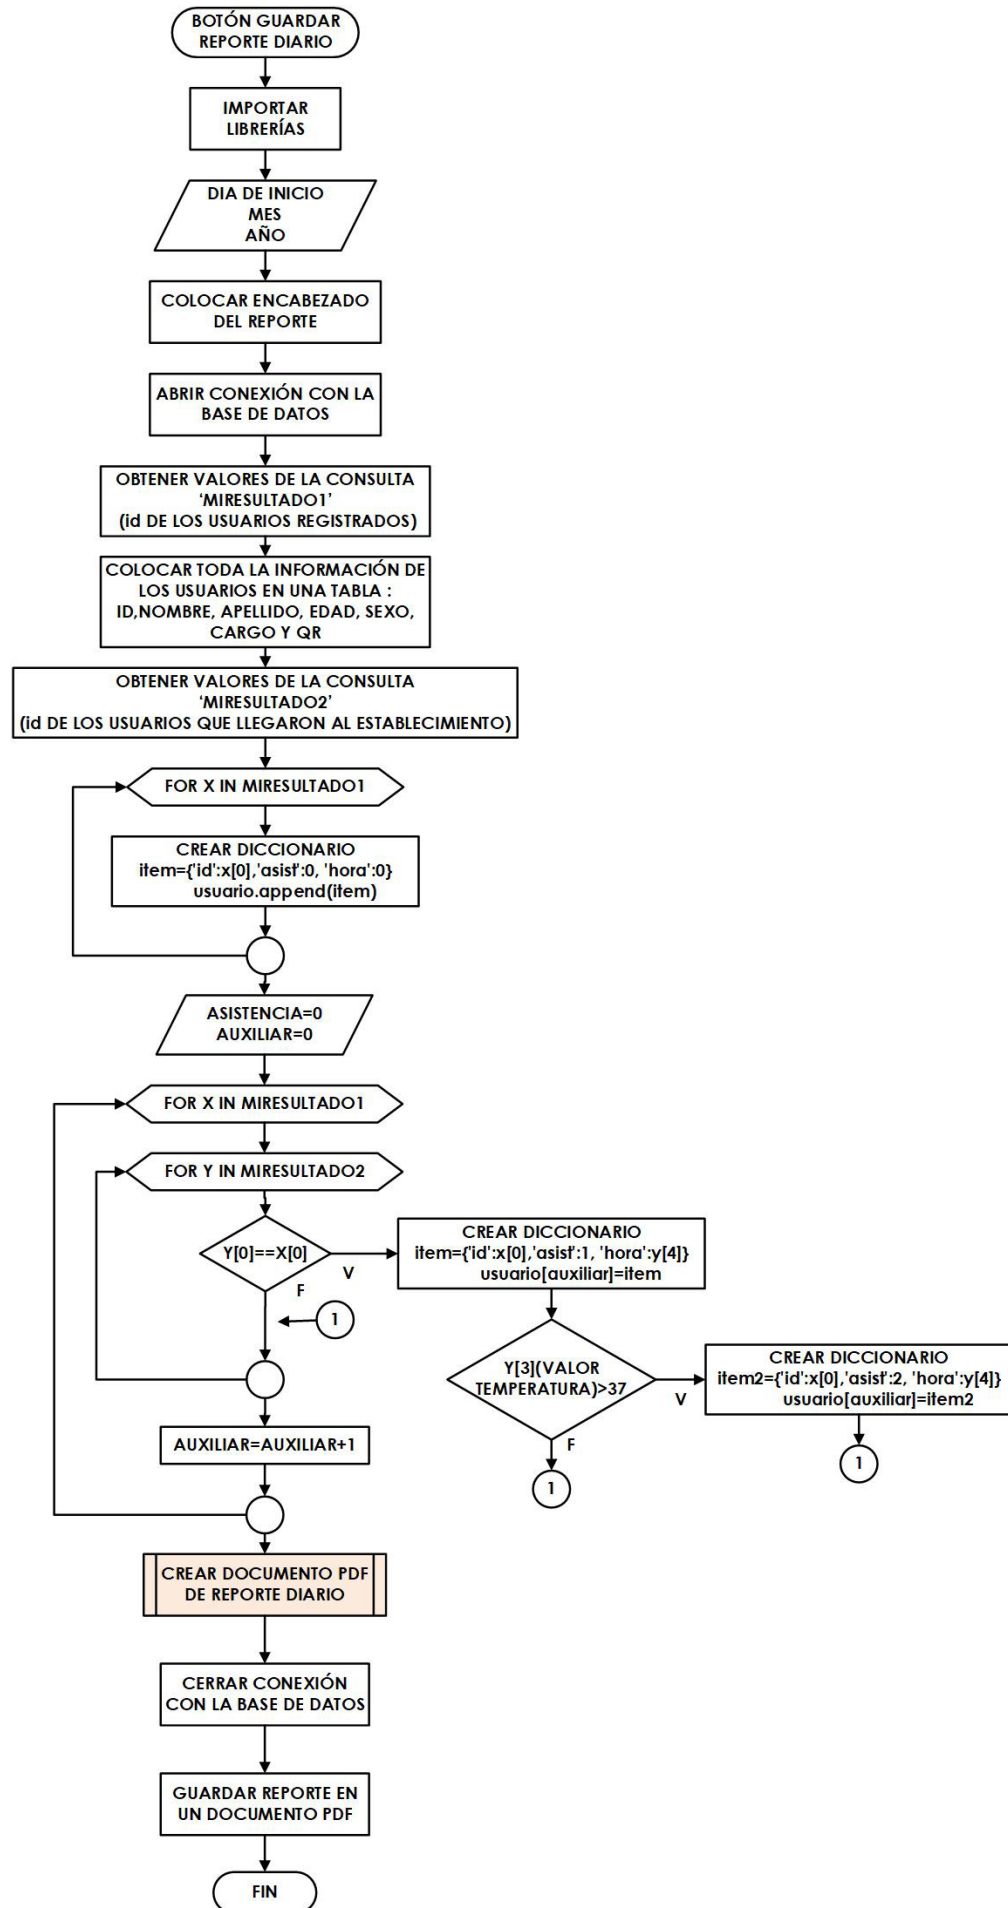 BOTÓN GUARDAR
REPORTE DIARIO
IMPORTAR
LIBRERÍAS
DIA DE INICIO
MES
AÑO
COLOCAR ENCABEZADO
DEL REPORTE
ABRIR CONEXIÓN CON LA
BASE DE DATOS
OBTENER VALORES DE LA CONSULTA
‘MIRESULTADO1’
(id DE LOS USUARIOS REGISTRADOS)
COLOCAR TODA LA INFORMACIÓN DE
LOS USUARIOS EN UNA TABLA :
ID,NOMBRE, APELLIDO, EDAD, SEXO,
CARGO Y QR
OBTENER VALORES DE LA CONSULTA
‘MIRESULTADO2’
(id DE LOS USUARIOS QUE LLEGARON AL ESTABLECIMIENTO)
FOR X IN MIRESULTADO1
CREAR DICCIONARIO
item={'id':x[0],'asist':0, 'hora':0}
usuario.append(item)
ASISTENCIA=0
AUXILIAR=0
FOR X IN MIRESULTADO1
FOR Y IN MIRESULTADO2
Y[0]==X[0]
V
F
1
CREAR DICCIONARIO
item={'id':x[0],'asist':1, 'hora':y[4]}
usuario[auxiliar]=item
Y[3](VALOR
TEMPERATURA)>37
V
F
1
CREAR DICCIONARIO
item2={'id':x[0],'asist':2, 'hora':y[4]}
usuario[auxiliar]=item2
1
AUXILIAR=AUXILIAR+1
CREAR DOCUMENTO PDF
DE REPORTE DIARIO
CERRAR CONEXIÓN
CON LA BASE DE DATOS
GUARDAR REPORTE EN
UN DOCUMENTO PDF
FIN